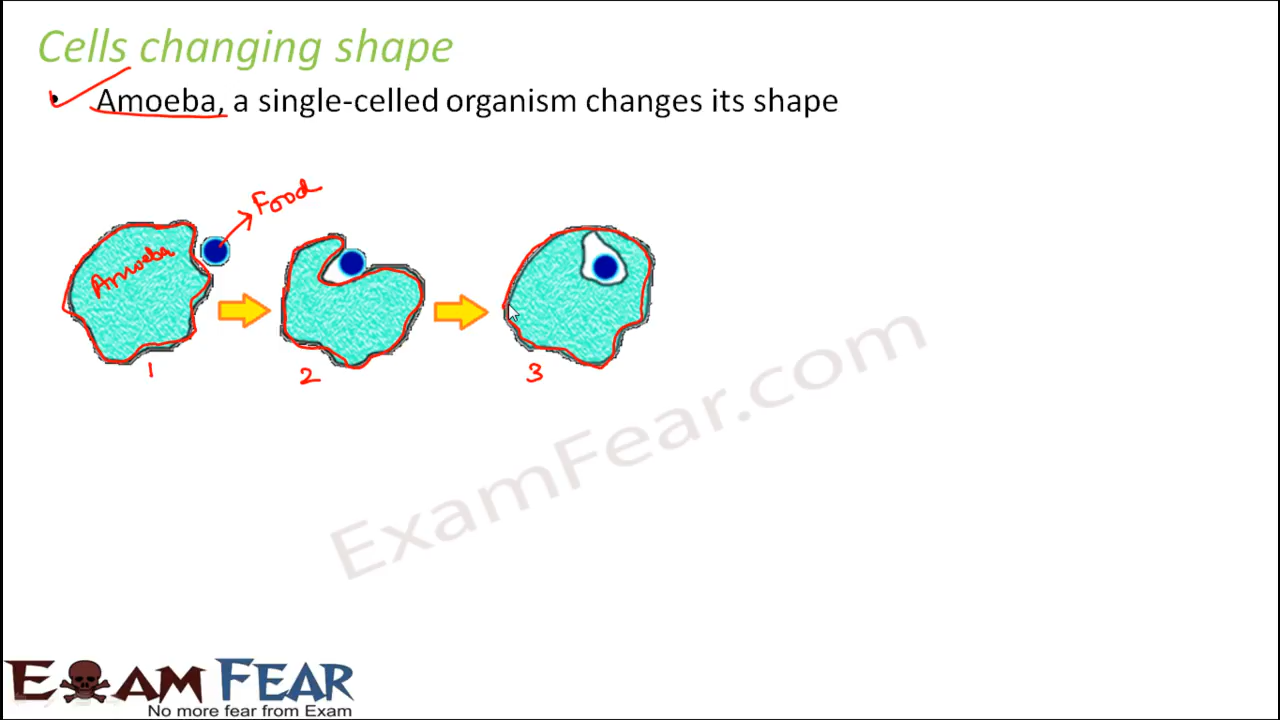 Cells changing shape
• Amoeba, a single-celled organism changes its shape
Food
Amoeba
1
2
3
ExamFear.com
EXAM FEAR
No more fear from Exam